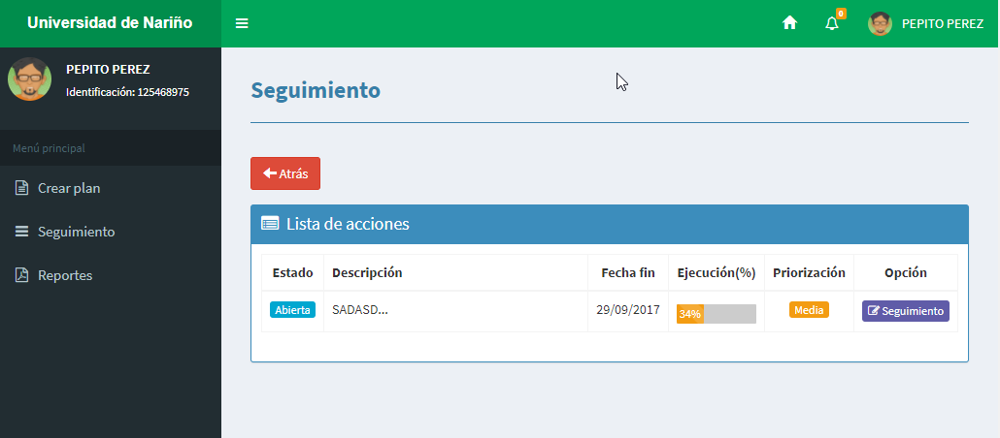 Universidad de Nariño
0
PEPITO PEREZ
PEPITO PEREZ
Identificación: 125468975
Menú principal
Crear plan
Seguimiento
Reportes
Seguimiento
Atrás
Lista de acciones
Estado Descripción Fecha fin Ejecución(%) Priorización Opción
Abierta SADASD... 29/09/2017 34% Media Seguimiento